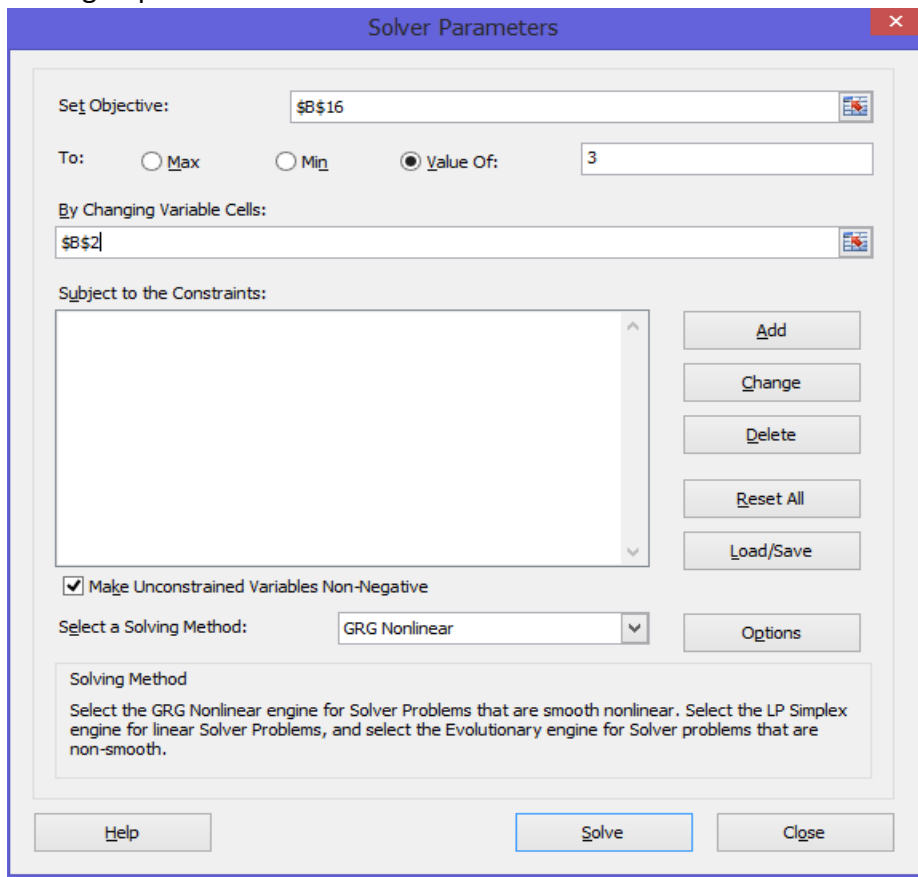 Solver Parameters
Set Objective:
$B$16
To:
Max
Min
Value Of:
3
By Changing Variable Cells:
$B$2
Subject to the Constraints:
Add
Change
Delete
Reset All
Load/Save
Make Unconstrained Variables Non-Negative
Select a Solving Method:
GRG Nonlinear
Options
Solving Method
Select the GRG Nonlinear engine for Solver Problems that are smooth nonlinear. Select the LP Simplex
engine for linear Solver Problems, and select the Evolutionary engine for Solver problems that are
non-smooth.
Help
Solve
Close